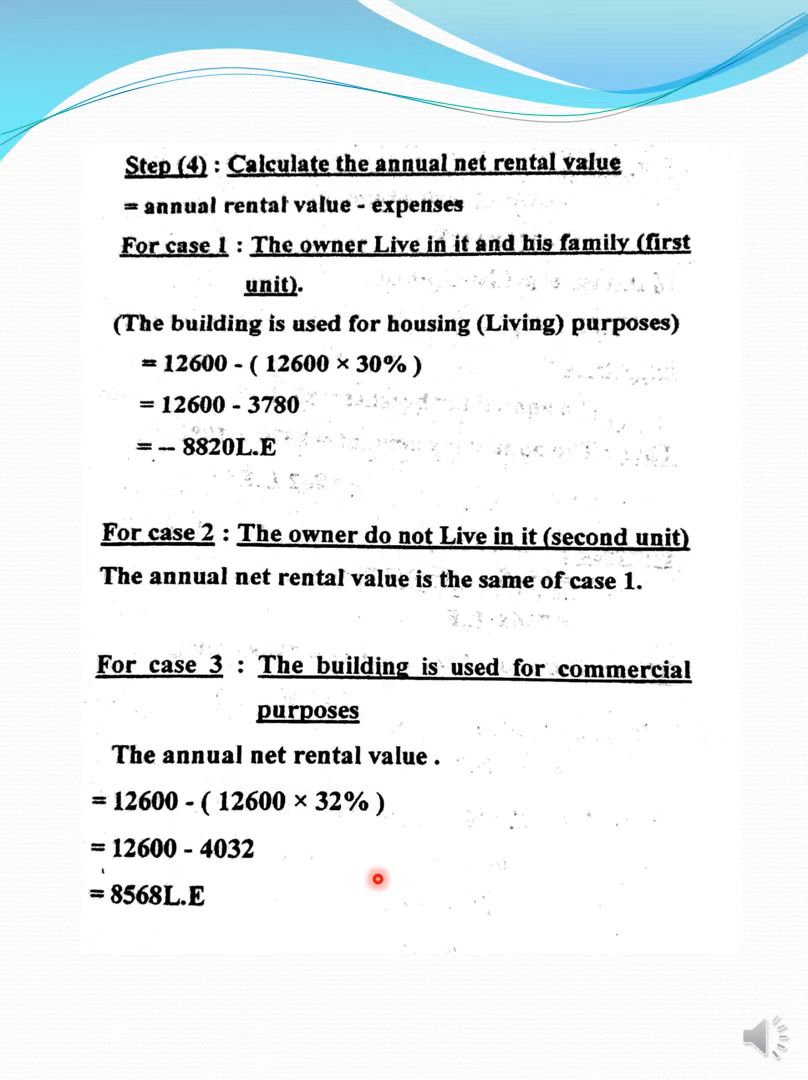 Step (4) : Calculate the annual net rental value
= annual rental value - expenses
For case 1 : The owner Live in it and his family (first
unit).
(The building is used for housing (Living) purposes)
= 12600 - ( 12600 × 30% )
= 12600 - 3780
= – 8820L.E
For case 2 : The owner do not Live in it (second unit)
The annual net rental value is the same of case 1.
For case 3 : The building is used for commercial
purposes
The annual net rental value .
= 12600 - ( 12600 × 32% )
= 12600 - 4032
= 8568L.E